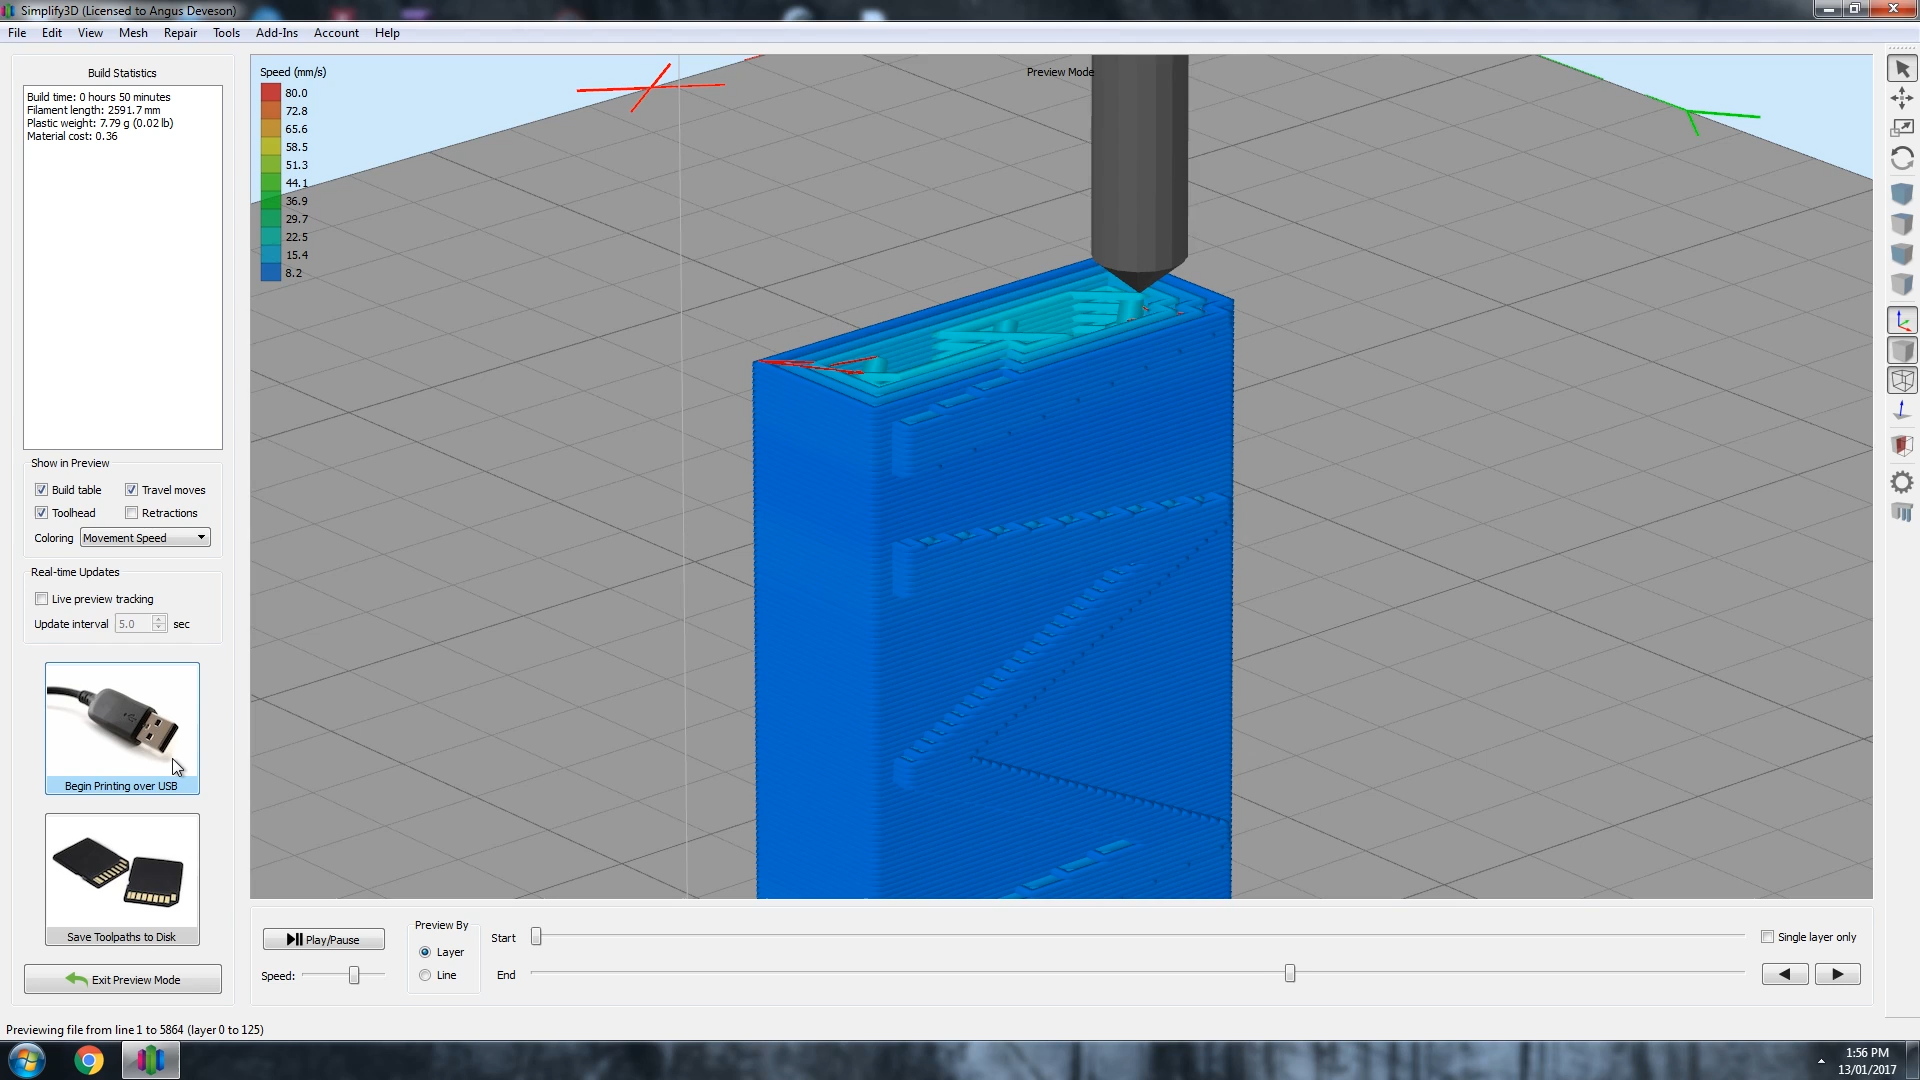 Simplify3D (Licensed to Angus Deveson)
File Edit View Mesh Repair Tools Add-Ins Account Help
Build Statistics
Build time: 0 hours 50 minutes
Filament length: 2591.7 mm
Plastic weight: 7.79 g (0.02 lb)
Material cost: 0.36
Show in Preview
Build table Travel moves
Toolhead Retractions
Coloring Movement Speed
Real-time Updates
Live preview tracking
Update interval 5.0 sec
Begin Printing over USB
Save Toolpaths to Disk
Exit Preview Mode
Speed (mm/s)
80.0
72.8
65.6
58.5
51.3
44.1
36.9
29.7
22.5
15.4
8.2
Preview Mode
Play/Pause
Speed:
Preview By
Layer
Line
Start
End
Single layer only
Previewing file from line 1 to 5864 (layer 0 to 125)
1:56 PM
13/01/2017